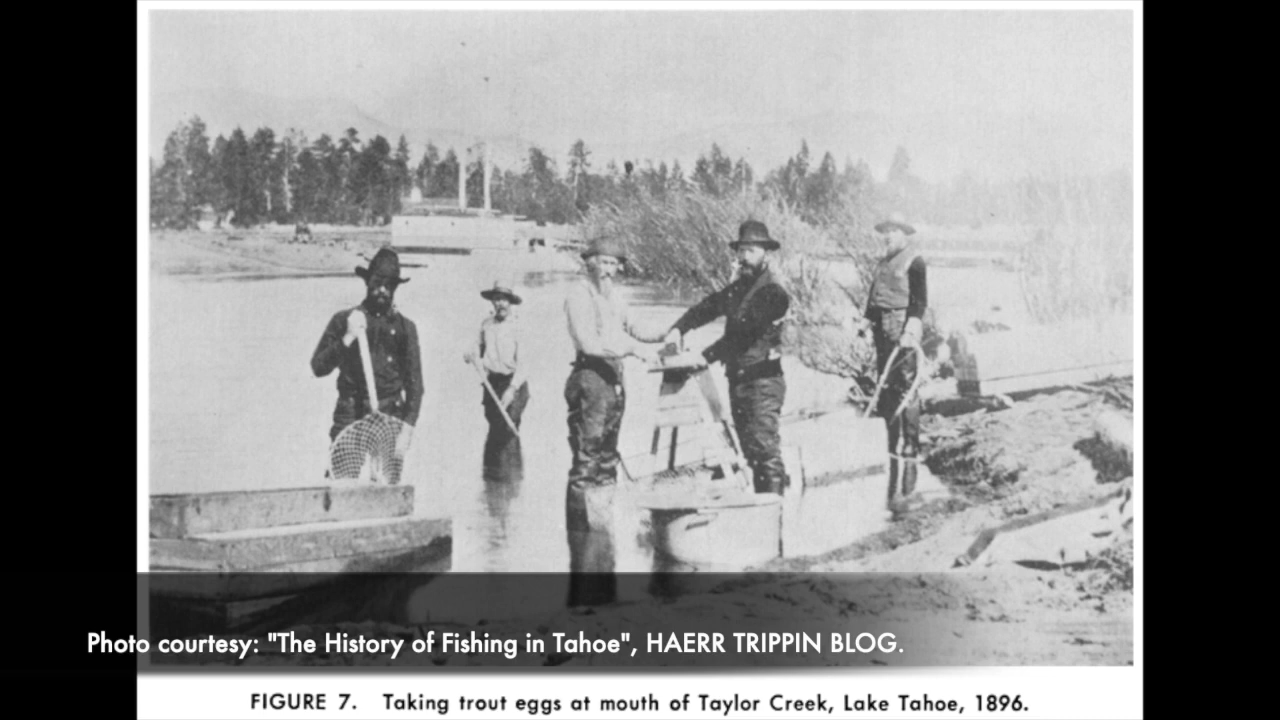 Photo courtesy: "The History of Fishing in Tahoe", HAERR TRIPPIN BLOG.
FIGURE 7. Taking trout eggs at mouth of Taylor Creek, Lake Tahoe, 1896.